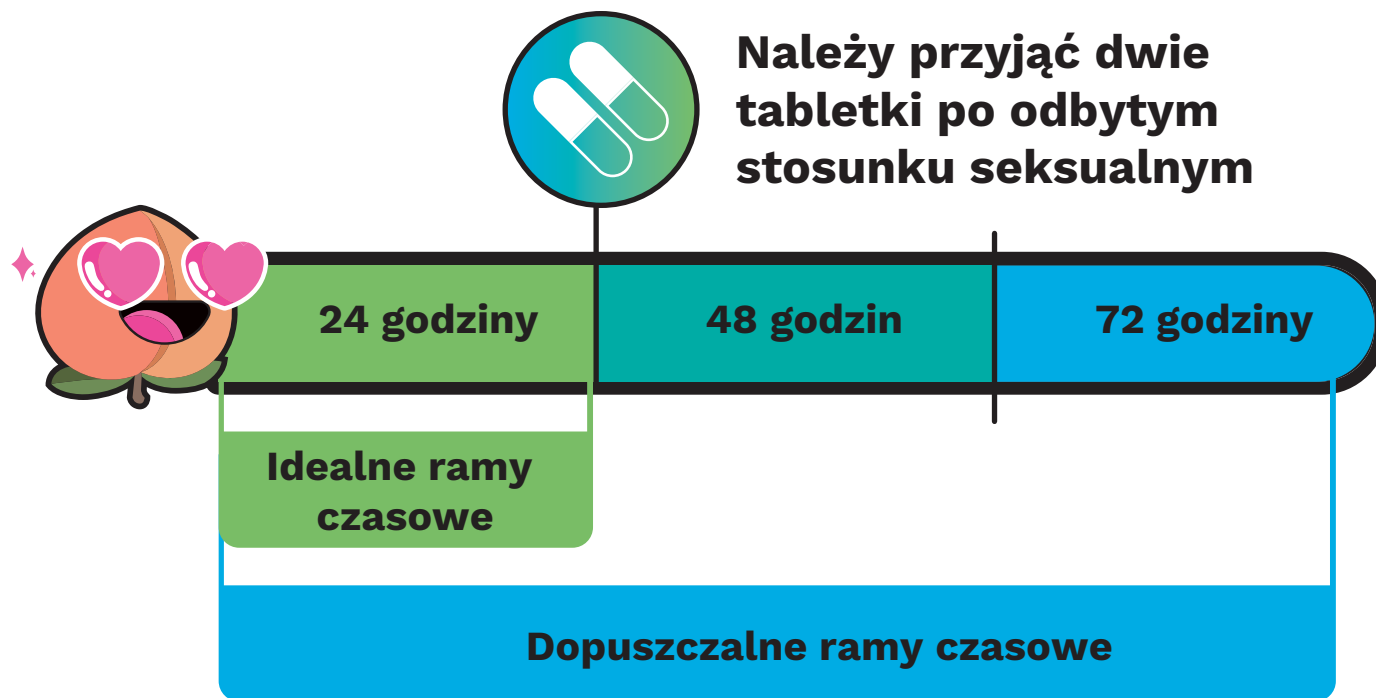 Należy przyjąć dwie
tabletki po odbytym
stosunku seksualnym
24 godziny
48 godzin
72 godziny
Idealne ramy
czasowe
Dopuszczalne ramy czasowe